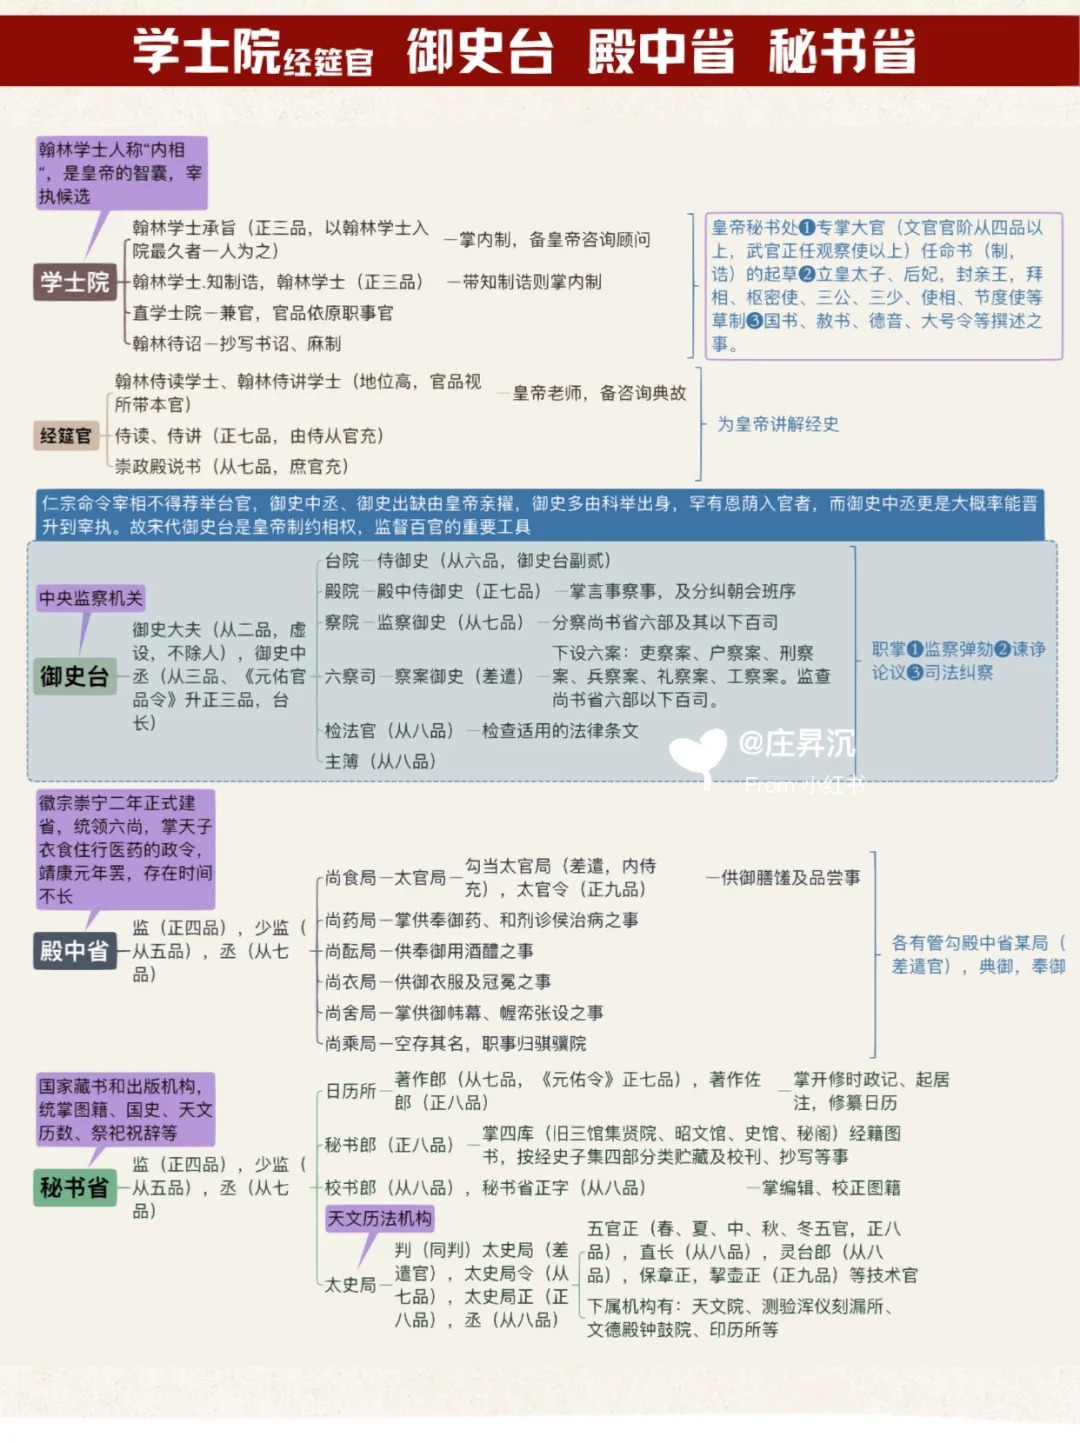 学士院经筵官 御史台 殿中省 秘书省
翰林学士人称“内相
“，是皇帝的智囊，宰
执候选
学士院
翰林学士承旨（正三品，以翰林学士入
院最久者一人为之）
掌内制，备皇帝咨询顾问
翰林学士.知制诰，翰林学士（正三品）
带知制诰则掌内制
直学士院
兼官，官品依原职事官
翰林待诏
抄写书诏、麻制
皇帝秘书处❶专掌大官（文官官阶从四品以
上，武官正任观察使以上）任命书（制，
诰）的起草❷立皇太子、后妃，封亲王，拜
相、枢密使、三公、三少、使相、节度使等
草制❸国书、赦书、德音、大号令等撰述之
事。
经筵官
翰林侍读学士、翰林侍讲学士（地位高，官品视
所带本官）
皇帝老师，备咨询典故
侍读、侍讲（正七品，由侍从官充）
崇政殿说书（从七品，庶官充）
为皇帝讲解经史
仁宗命令宰相不得荐举台官，御史中丞、御史出缺由皇帝亲擢，御史多由科举出身，罕有恩荫入官者，而御史中丞更是大概率能晋
升到宰执。故宋代御史台是皇帝制约相权，监督百官的重要工具
中央监察机关
御史台
御史大夫（从二品，虚
设，不除人），御史中
丞（从三品、《元佑官
品令》升正三品，台
长）
台院
侍御史（从六品，御史台副贰）
殿院
殿中侍御史（正七品）
掌言事察事，及分纠朝会班序
察院
监察御史（从七品）
分察尚书省六部及其以下百司
六察司
察案御史（差遣）
下设六案：吏察案、户察案、刑察
案、兵察案、礼察案、工察案。监查
尚书省六部以下百司。
检法官（从八品）
检查适用的法律条文
主簿（从八品）
职掌❶监察弹劾❷谏诤
论议❸司法纠察
@庄昇沉
From 小红书
徽宗崇宁二年正式建
省，统领六尚，掌天子
衣食住行医药的政令，
靖康元年罢，存在时间
不长
殿中省
监（正四品），少监（
从五品），丞（从七
品）
尚食局
太官局
勾当太官局（差遣，内侍
充），太官令（正九品）
供御膳馐及品尝事
尚药局
掌供奉御药、和剂诊侯治病之事
尚酝局
供奉御用酒醴之事
尚衣局
供御衣服及冠冕之事
尚舍局
掌供御帏幕、幄帟张设之事
尚乘局
空存其名，职事归骐骥院
各有管勾殿中省某局（
差遣官），典御，奉御
国家藏书和出版机构，
统掌图籍、国史、天文
历数、祭祀祝辞等
秘书省
监（正四品），少监（
从五品），丞（从七
品）
日历所
著作郎（从七品，《元佑令》正七品），著作佐
郎（正八品）
掌开修时政记、起居
注，修纂日历
秘书郎（正八品）
掌四库（旧三馆集贤院、昭文馆、史馆、秘阁）经籍图
书，按经史子集四部分类贮藏及校刊、抄写等事
校书郎（从八品），秘书省正字（从八品）
掌编辑、校正图籍
天文历法机构
太史局
判（同判）太史局（差
遣官），太史局令（从
七品），太史局正（正
八品），丞（从八品）
五官正（春、夏、中、秋、冬五官，正八
品），直长（从八品），灵台郎（从八
品），保章正，挈壶正（正九品）等技术官
下属机构有：天文院、测验浑仪刻漏所、
文德殿钟鼓院、印历所等